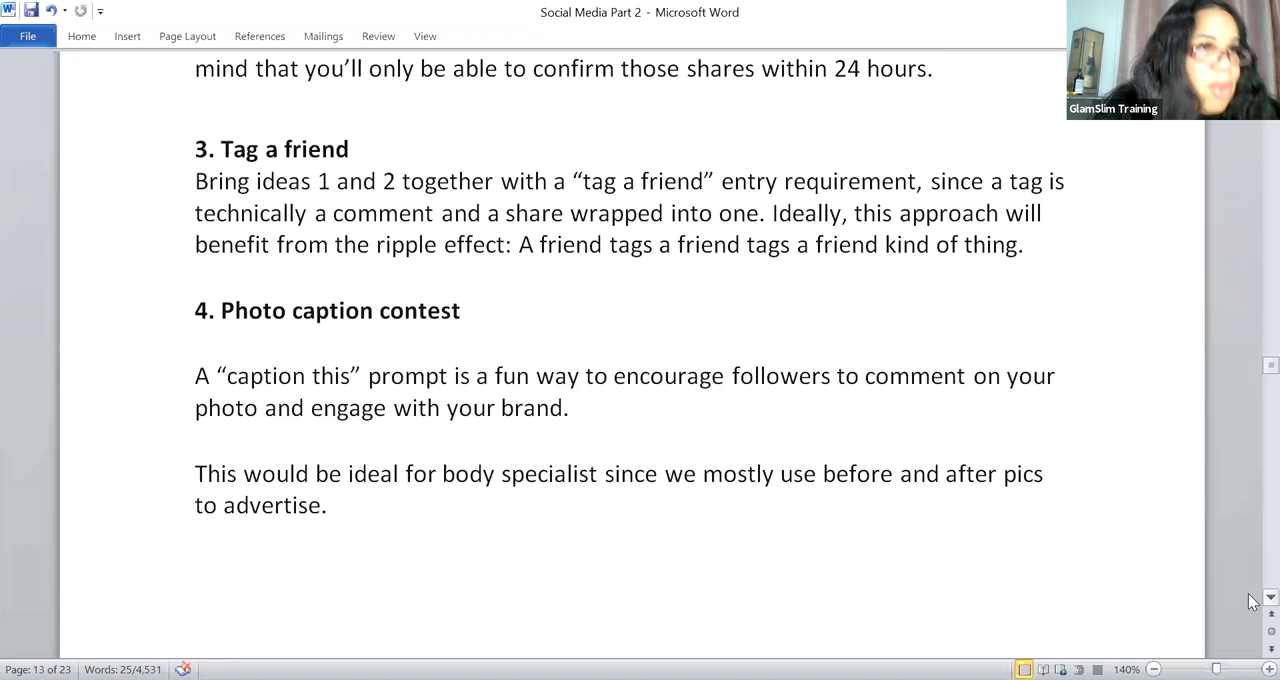 Social Media Part 2 - Microsoft Word
File Home Insert Page Layout References Mailings Review View
GlamSlim Training
mind that you’ll only be able to confirm those shares within 24 hours.
3. Tag a friend
Bring ideas 1 and 2 together with a “tag a friend” entry requirement, since a tag is
technically a comment and a share wrapped into one. Ideally, this approach will
benefit from the ripple effect: A friend tags a friend tags a friend kind of thing.
4. Photo caption contest
A “caption this” prompt is a fun way to encourage followers to comment on your
photo and engage with your brand.
This would be ideal for body specialist since we mostly use before and after pics
to advertise.
Page: 13 of 23 Words: 25/4,531 140%